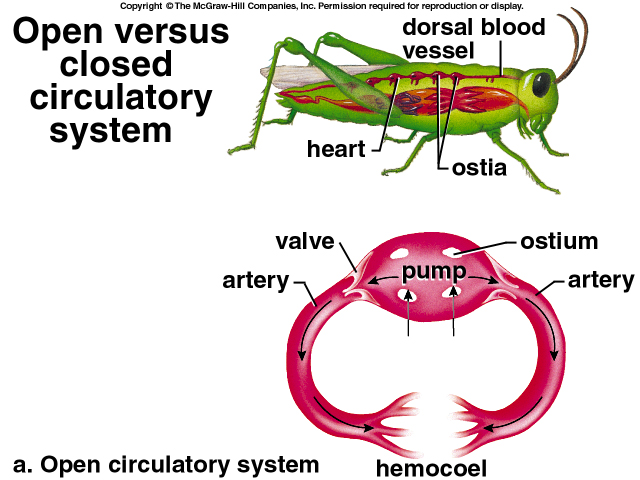 Copyright © The McGraw-Hill Companies, Inc. Permission required for reproduction or display.
Open versus
closed
circulatory
system
dorsal blood
vessel
heart
ostia
valve
ostium
artery
pump
artery
a. Open circulatory system
hemocoel